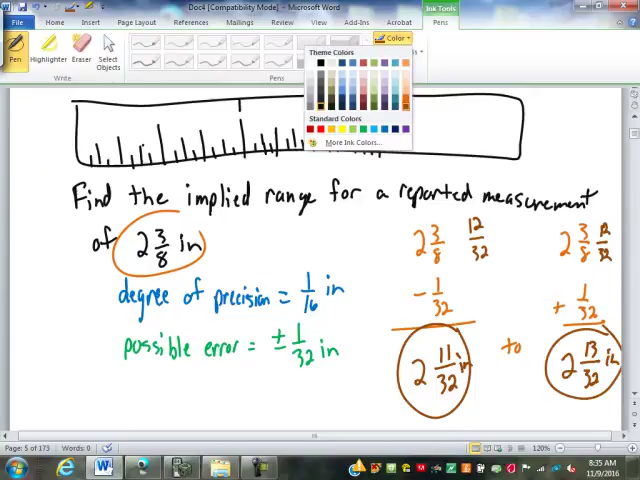 Doc4 [Compatibility Mode] - Microsoft Word
Ink Tools
File Home Insert Page Layout References Mailings Review View Add-Ins Acrobat Pens
Pen Highlighter Eraser Select Objects
Color
Write
Pens
Theme Colors
Standard Colors
More Ink Colors...
Find the implied range for a reported measurement
of 2 3/8 in
2 3/8 12/32
2 3/8 12/32
degree of precision = 1/16 in
- 1/32
+ 1/32
possible error = ± 1/32 in
2 11/32 in to 2 13/32 in
Page: 5 of 173
120%
8:35 AM
11/9/2016